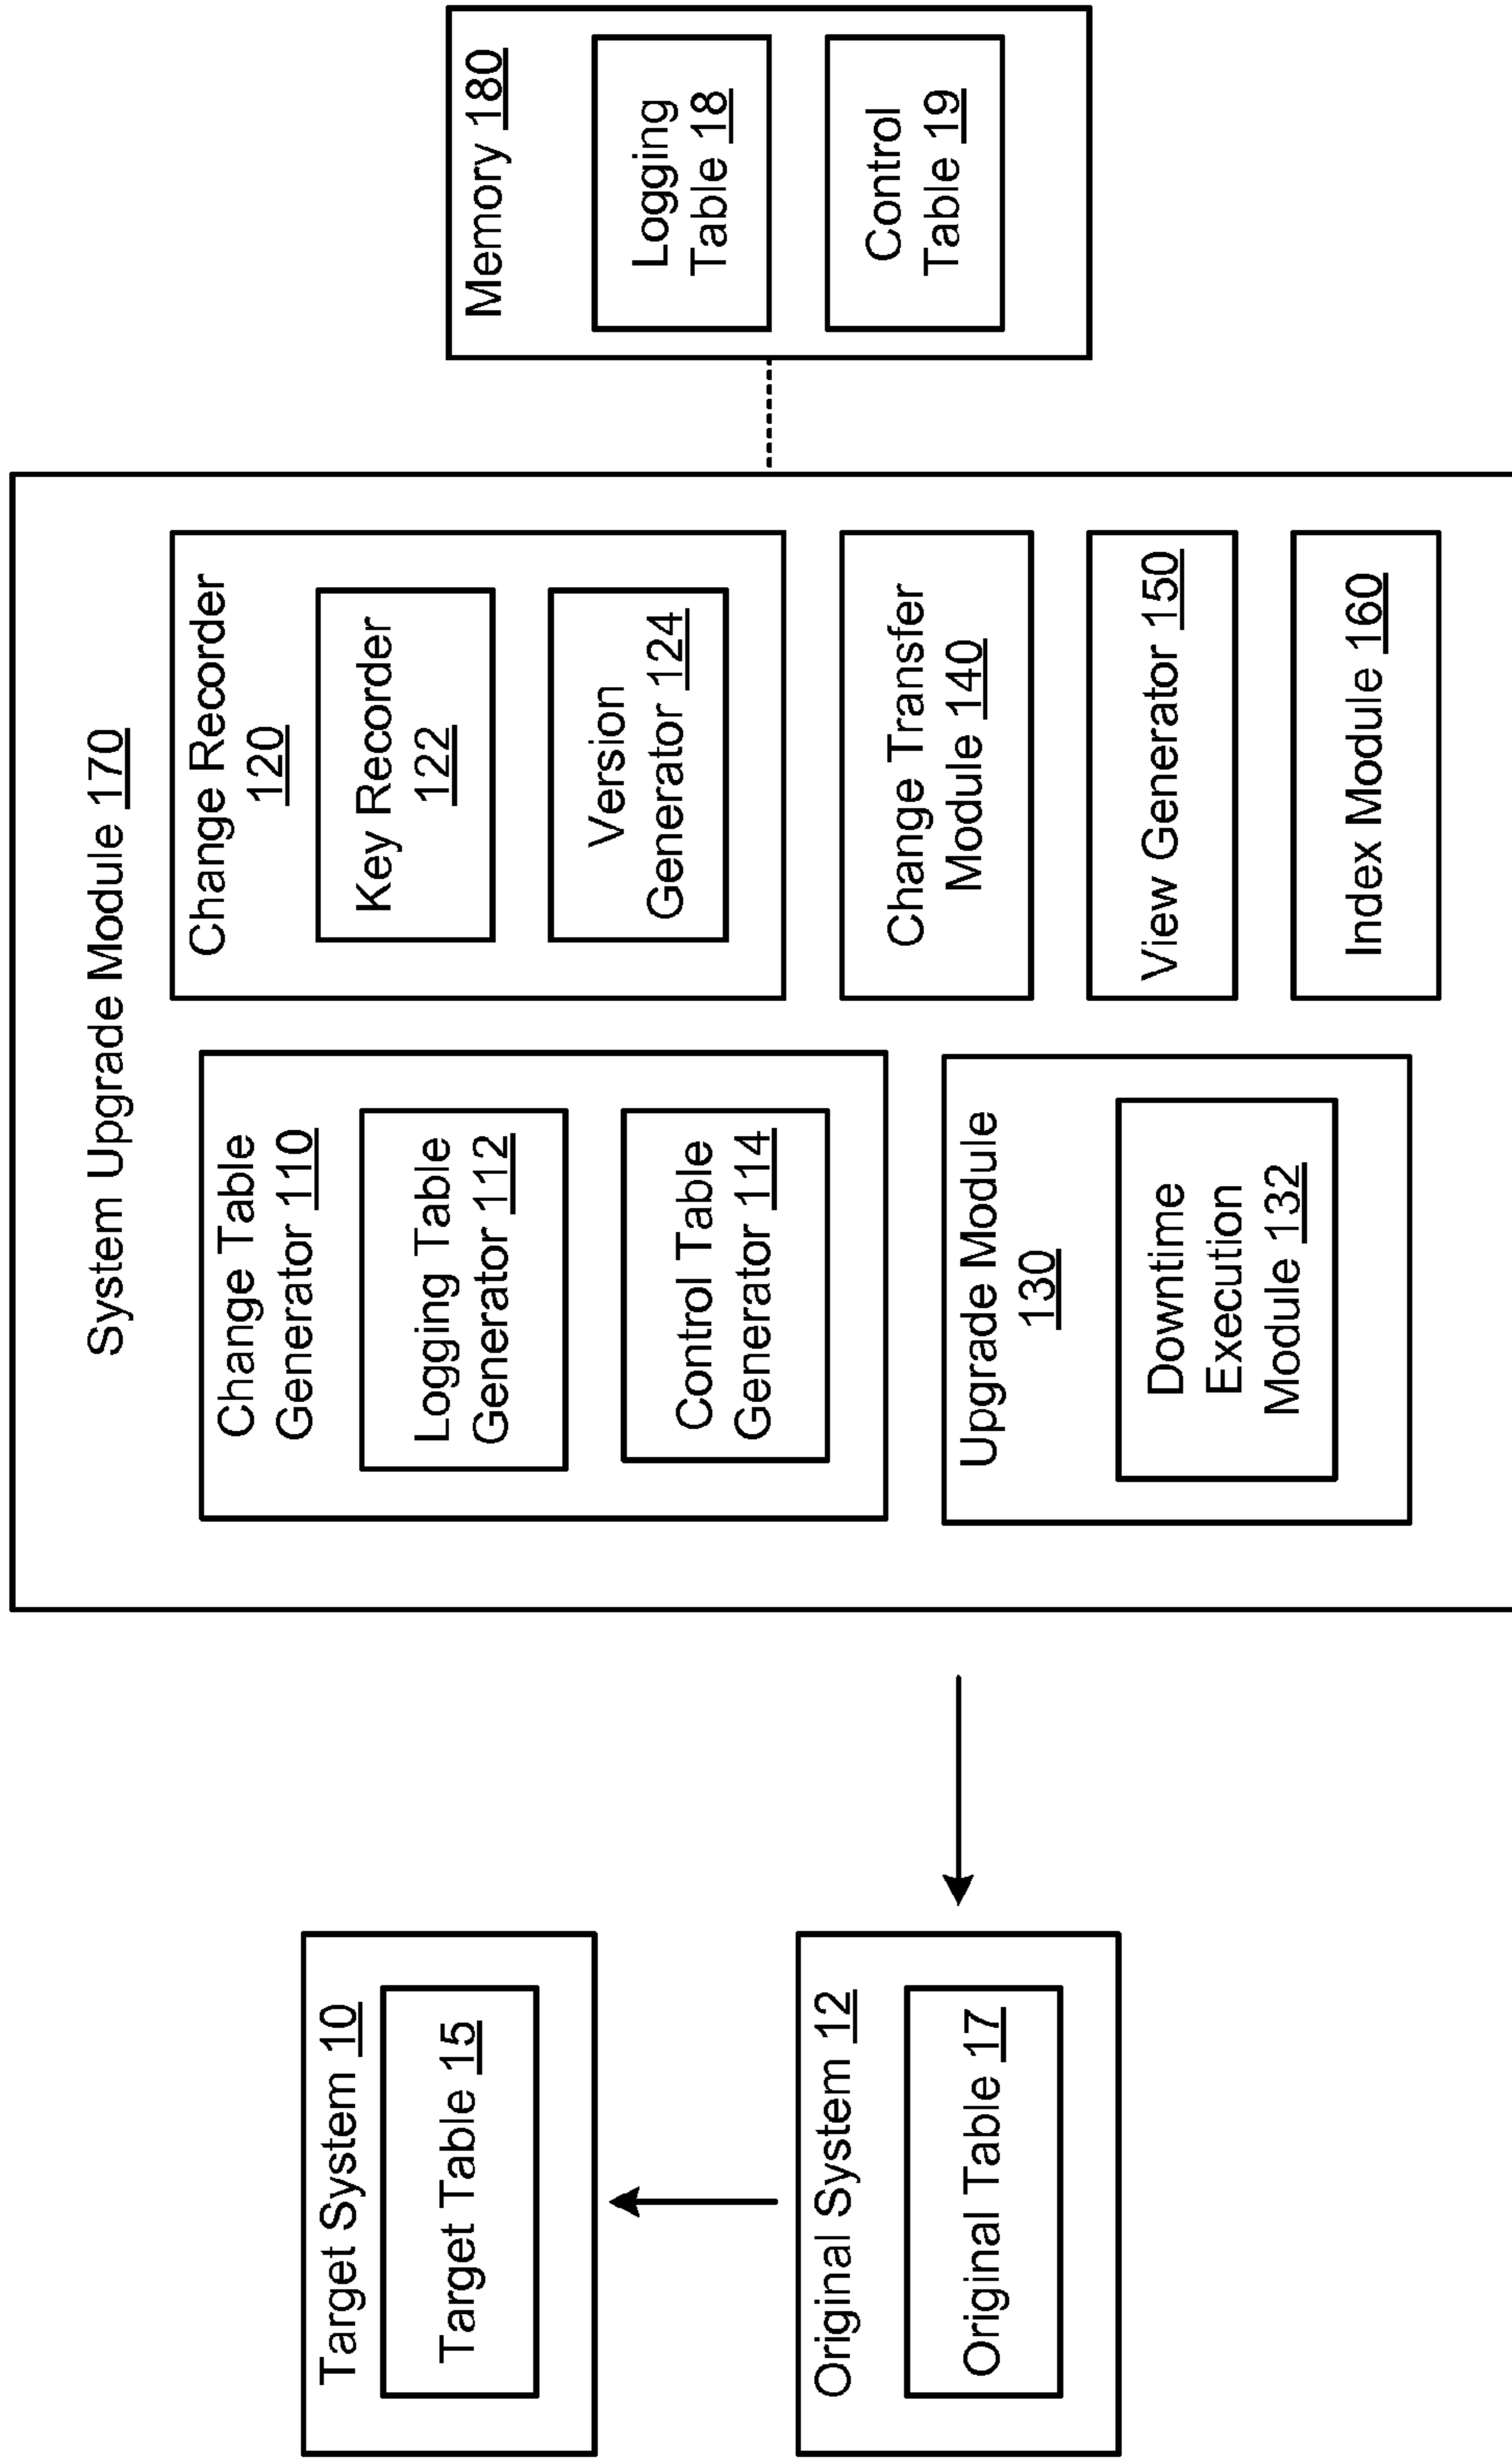 System Upgrade Module 170
Target System 10
Target Table 15
Original System 12
Original Table 17
Change Table
Generator 110
Logging Table
Generator 112
Control Table
Generator 114
Upgrade Module
130
Downtime
Execution
Module 132
Change Recorder
120
Key Recorder
122
Version
Generator 124
Change Transfer
Module 140
View Generator 150
Index Module 160
Memory 180
Logging
Table 18
Control
Table 19